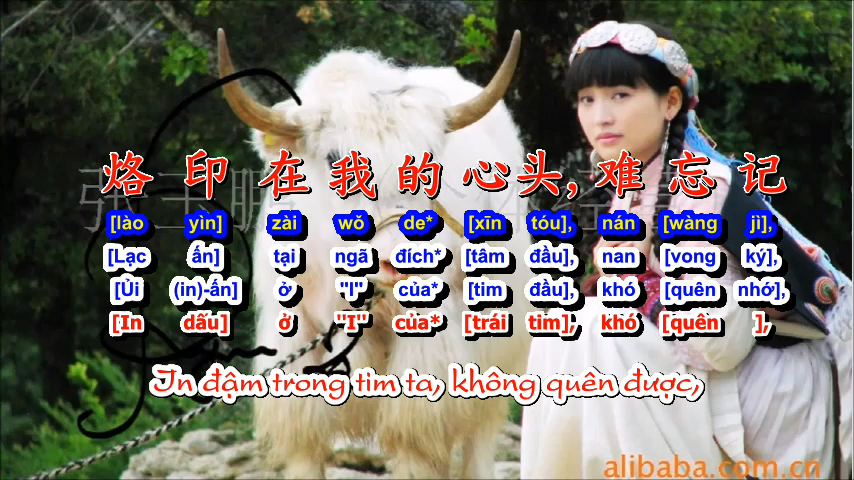 烙印在我的心头,难忘记
[lào yìn] zài wǒ de* [xīn tóu], nán [wàng jì],
[Lạc ấn] tại ngã đích* [tâm đầu], nan [vong ký],
[Ủi (in)-ấn] ở "I" của* [tim đầu], khó [quên nhớ],
[In dấu] ở "I" của* [trái tim], khó [quên ],
In đậm trong tim ta, không quên được,
alibaba.com.cn